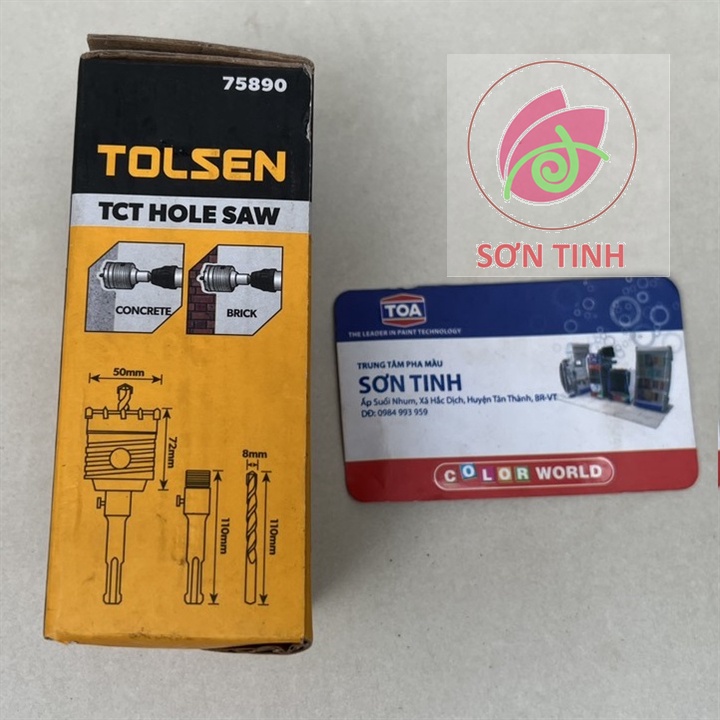 75890
TOLSEN
TCT HOLE SAW
CONCRETE
BRICK
50mm
72mm
110mm
8mm
110mm
SƠN TINH
TOA
THE LEADER IN PAINT TECHNOLOGY
TRUNG TÂM PHA MÀU
SƠN TINH
Ấp Suối Nhum, Xã Hắc Dịch, Huyện Tân Thành, BR-VT
DĐ: 0984 993 959
COLOR WORLD